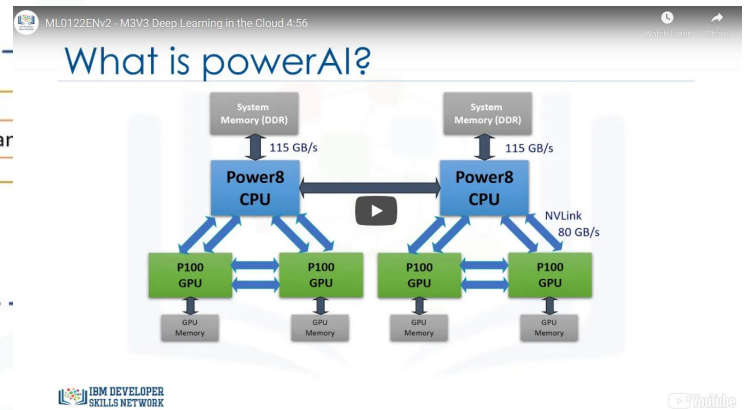 ML0122ENv2 - M3V3 Deep Learning in the Cloud 4:56
Watch Later
Share
What is powerAI?
ar
System
Memory (DDR)
System
Memory (DDR)
115 GB/s
115 GB/s
Power8
CPU
Power8
CPU
NVLink
80 GB/s
P100
GPU
P100
GPU
P100
GPU
P100
GPU
GPU
Memory
GPU
Memory
GPU
Memory
GPU
Memory
IBM DEVELOPER
SKILLS NETWORK
YouTube